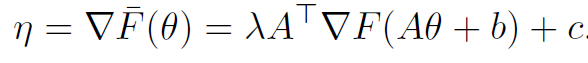 η = ∇F̄(θ) = λA⊤∇F(Aθ + b) + c.